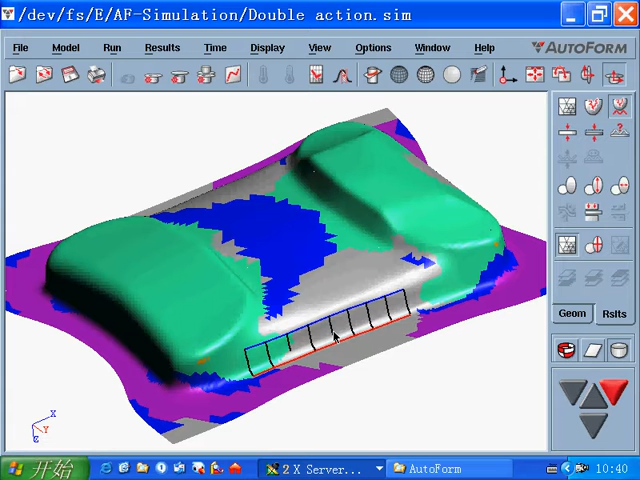 /dev/fs/E/AF-Simulation/Double action.sim
File Model Run Results Time Display View Options Window Help AUTOFORM
Geom Rslts
X
Y
Z
开始 2 X Server... AutoForm 10:40